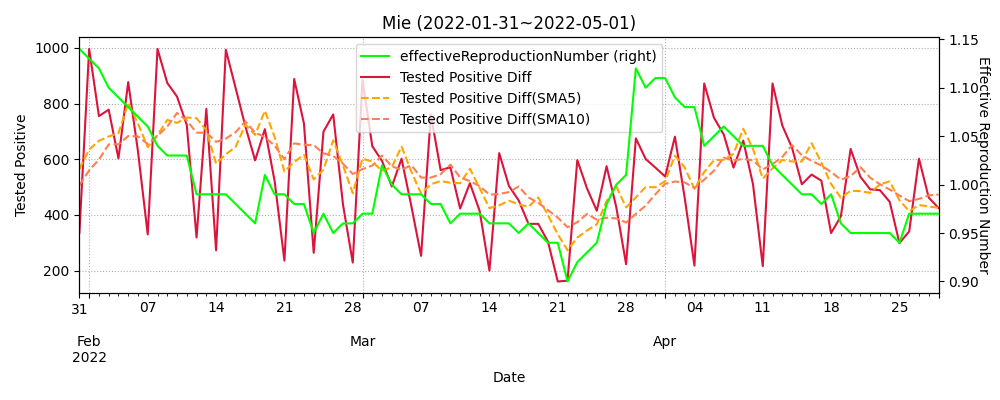 Mie (2022-01-31~2022-05-01)
effectiveReproductionNumber (right)
Tested Positive Diff
Tested Positive Diff(SMA5)
Tested Positive Diff(SMA10)
Tested Positive
1000
800
600
400
200
1.15
1.10
1.05
1.00
0.95
0.90
Effective Reproduction Number
31 07 14 21 28 07 14 21 28 04 11 18 25
Feb Mar Apr
2022
Date